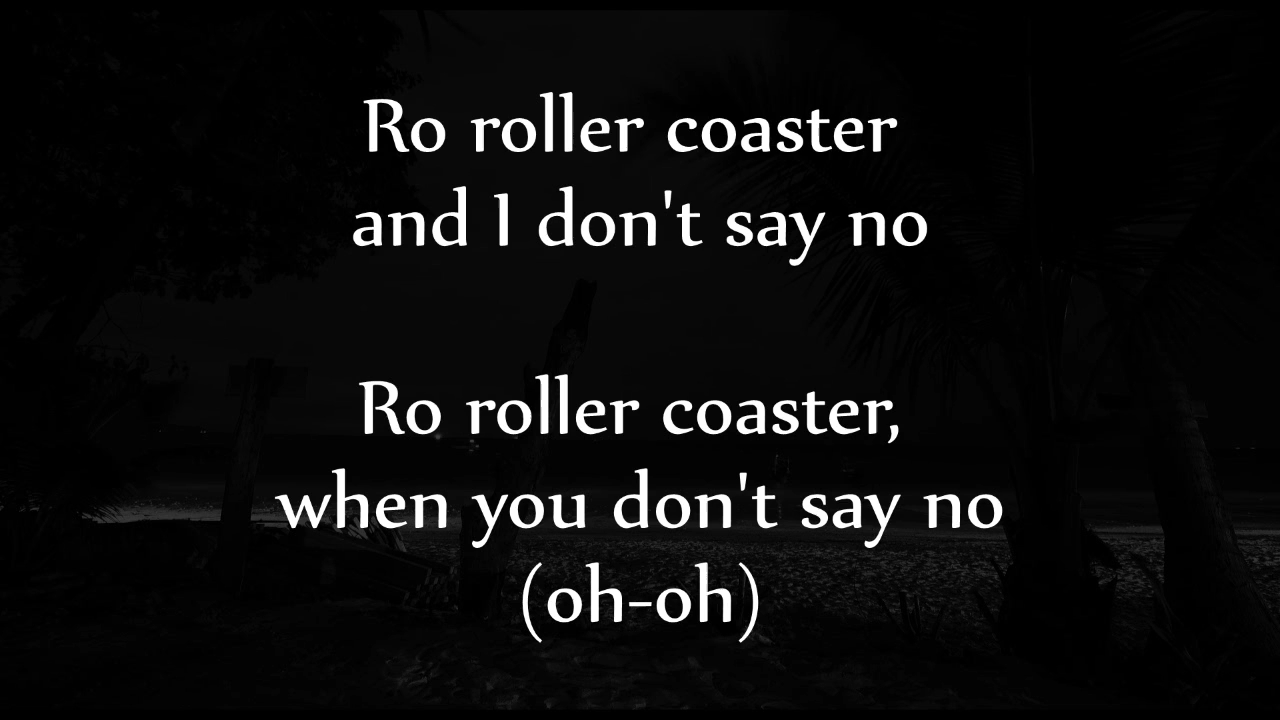 Ro roller coaster
and I don't say no
Ro roller coaster,
when you don't say no
(oh-oh)